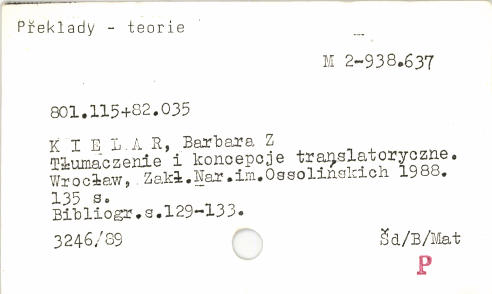 Překlady - teorie
M 2-938.637
801.115+82.035
K I E L A R, Barbara Z
Tłumaczenie i koncepcje translatoryczne.
Wrocław, Zakł.Nar.im.Ossolińskich 1988.
135 s.
Bibliogr.s.129-133.
3246/89 Šd/B/Mat
P